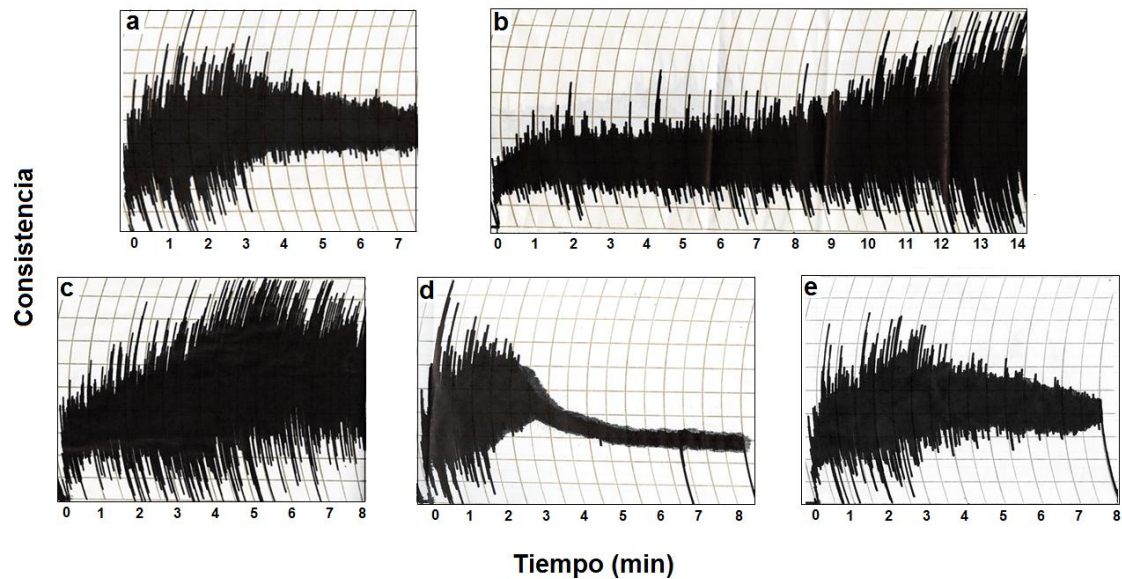 a
b
0 1 2 3 4 5 6 7
0 1 2 3 4 5 6 7 8 9 10 11 12 13 14
Consistencia
c
d
e
0 1 2 3 4 5 6 7 8
0 1 2 3 4 5 6 7 8
0 1 2 3 4 5 6 7 8
Tiempo (min)